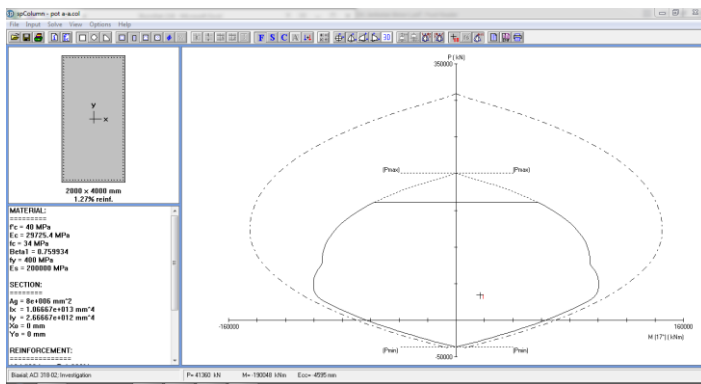 spColumn - pot a-a.col
File Input Solve View Options Help
F S C
3D
y
x
2000 x 4000 mm
1.27% reinf.
MATERIAL:
=========
f'c = 40 MPa
Ec = 29725.4 MPa
fc = 34 MPa
Beta1 = 0.759934
fy = 400 MPa
Es = 200000 MPa
SECTION:
========
Ag = 8e+006 mm^2
Ix = 1.06667e+013 mm^4
Iy = 2.66667e+012 mm^4
Xo = 0 mm
Yo = 0 mm
REINFORCEMENT:
==============
P (kN)
350000
(Pmax)
(Pmax)
1
-160000
160000
M (17°) (kNm)
(Pmin)
(Pmin)
-50000
Biaxial; ACI 318-02; Investigation
P= 41360 kN
M= -190048 kNm
Ecc= -4595 mm